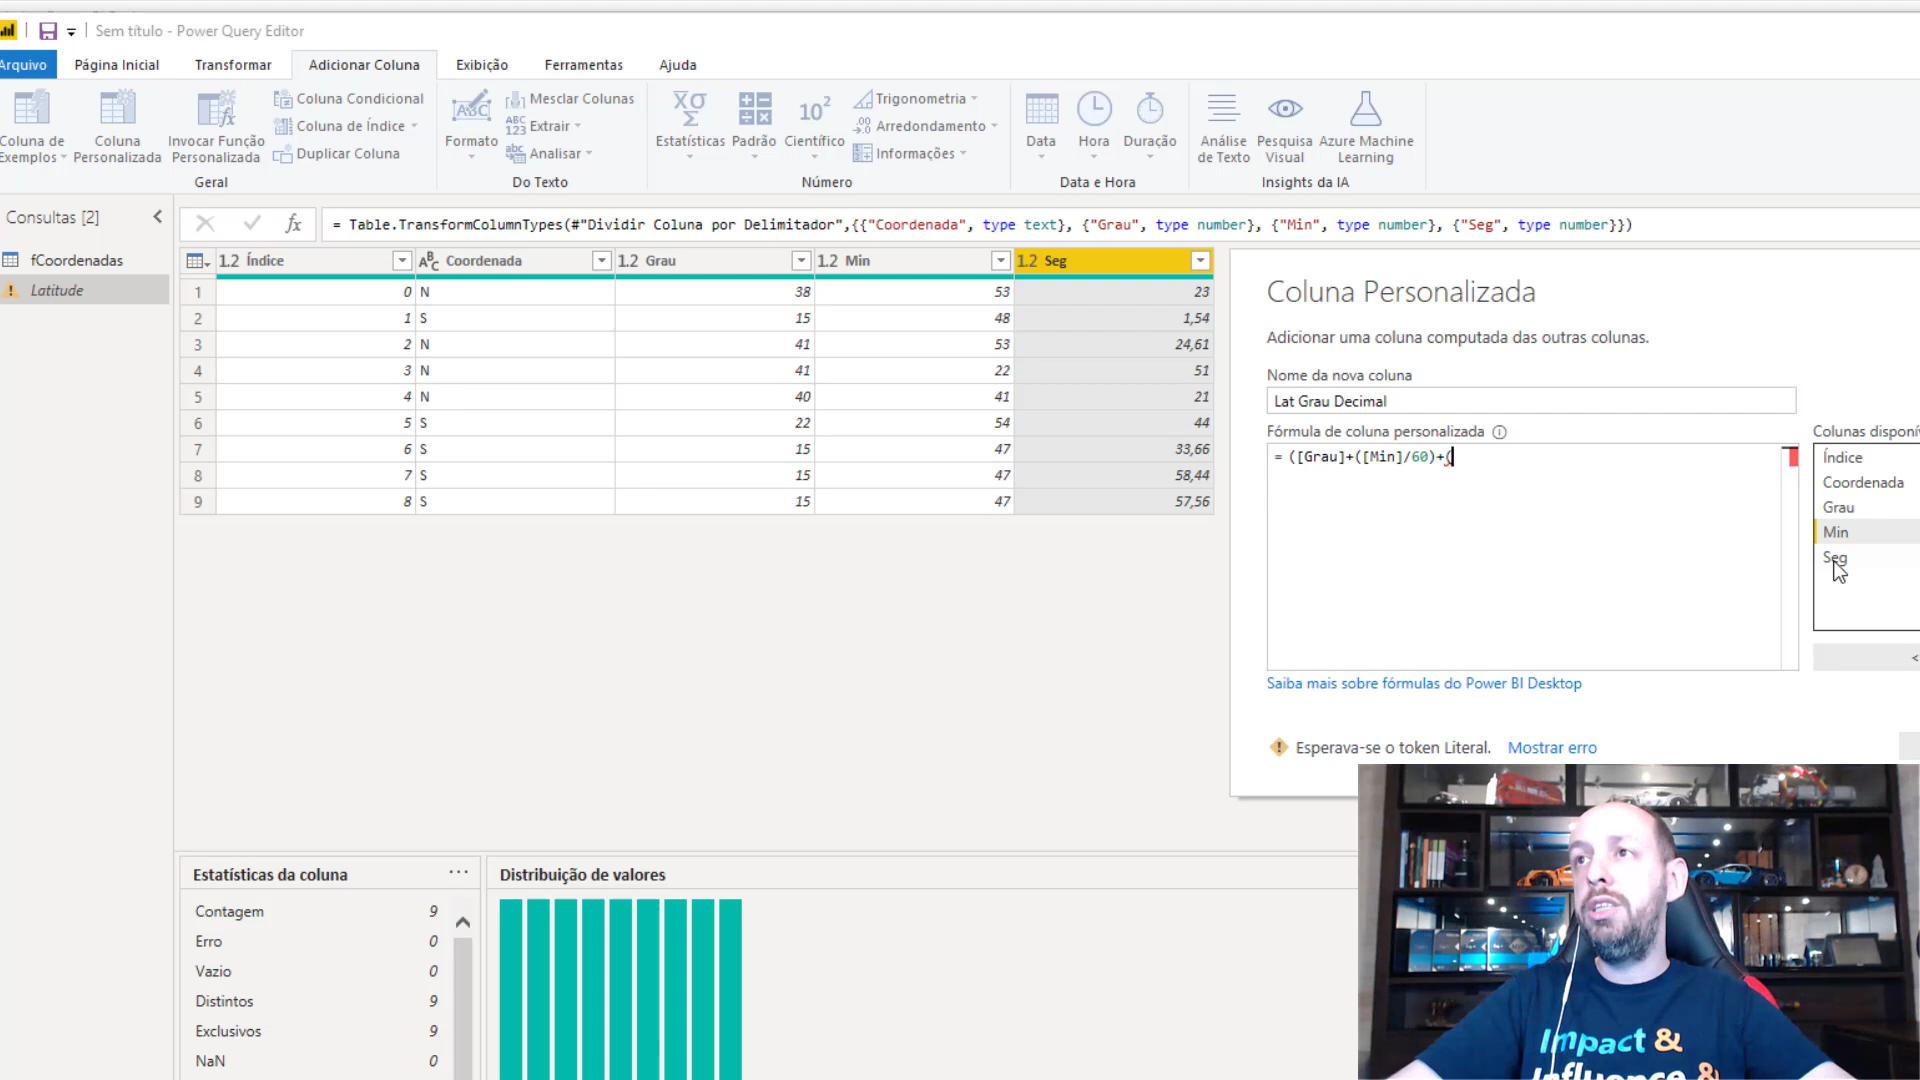 Sem título - Power Query Editor
Arquivo
Página Inicial
Transformar
Adicionar Coluna
Exibição
Ferramentas
Ajuda
Coluna de Exemplos
Coluna Personalizada
Invocar Função Personalizada
Coluna Condicional
Coluna de Índice
Duplicar Coluna
Geral
Formato
Mesclar Colunas
Extrair
Analisar
Do Texto
Estatísticas
Padrão
Científico
Trigonometria
Arredondamento
Informações
Número
Data
Hora
Duração
Data e Hora
Análise de Texto
Pesquisa Visual
Azure Machine Learning
Insights da IA
Consultas [2]
fCoordenadas
Latitude
= Table.TransformColumnTypes(#"Dividir Coluna por Delimitador",{{"Coordenada", type text}, {"Grau", type number}, {"Min", type number}, {"Seg", type number}})
1.2 Índice ABC Coordenada 1.2 Grau 1.2 Min 1.2 Seg
1 0 N 38 53 23
2 1 S 15 48 1,54
3 2 N 41 53 24,61
4 3 N 41 22 51
5 4 N 40 41 21
6 5 S 22 54 44
7 6 S 15 47 33,66
8 7 S 15 47 58,44
9 8 S 15 47 57,56
Coluna Personalizada
Adicionar uma coluna computada das outras colunas.
Nome da nova coluna
Lat Grau Decimal
Fórmula de coluna personalizada
= ([Grau]+([Min]/60)+(
Colunas disponí
Índice
Coordenada
Grau
Min
Seg
<
Saiba mais sobre fórmulas do Power BI Desktop
Esperava-se o token Literal. Mostrar erro
Estatísticas da coluna ...
Contagem 9
Erro 0
Vazio 0
Distintos 9
Exclusivos 9
NaN 0
Distribuição de valores
Impact &
Influence &